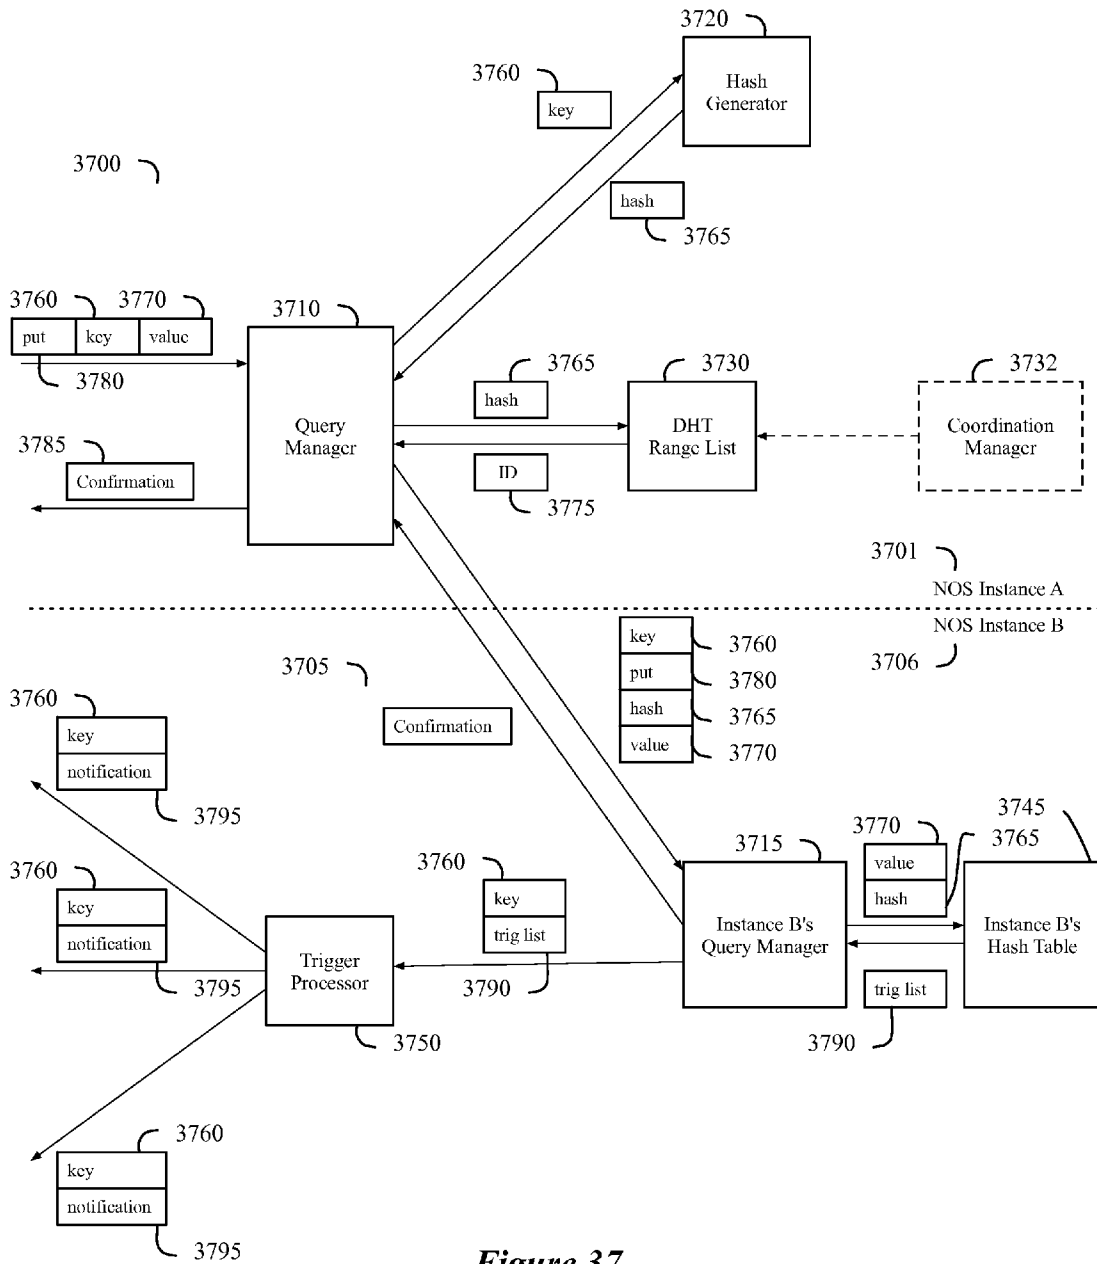 3720
3760
Hash
Generator
key
3700
hash
3765
3760
3770
3710
put
key
value
3780
3765
3730
3732
hash
Query
Manager
DHT
Range List
Coordination
Manager
3785
Confirmation
ID
3775
3701
NOS Instance A
NOS Instance B
3706
key
3760
put
3780
hash
3765
value
3770
3705
Confirmation
3760
key
notification
3795
3745
3770
3765
3715
value
hash
3760
key
trig list
3790
3760
key
notification
3795
Instance B's
Query Manager
Instance B's
Hash Table
Trigger
Processor
3750
trig list
3790
3760
key
notification
3795
Figure 37